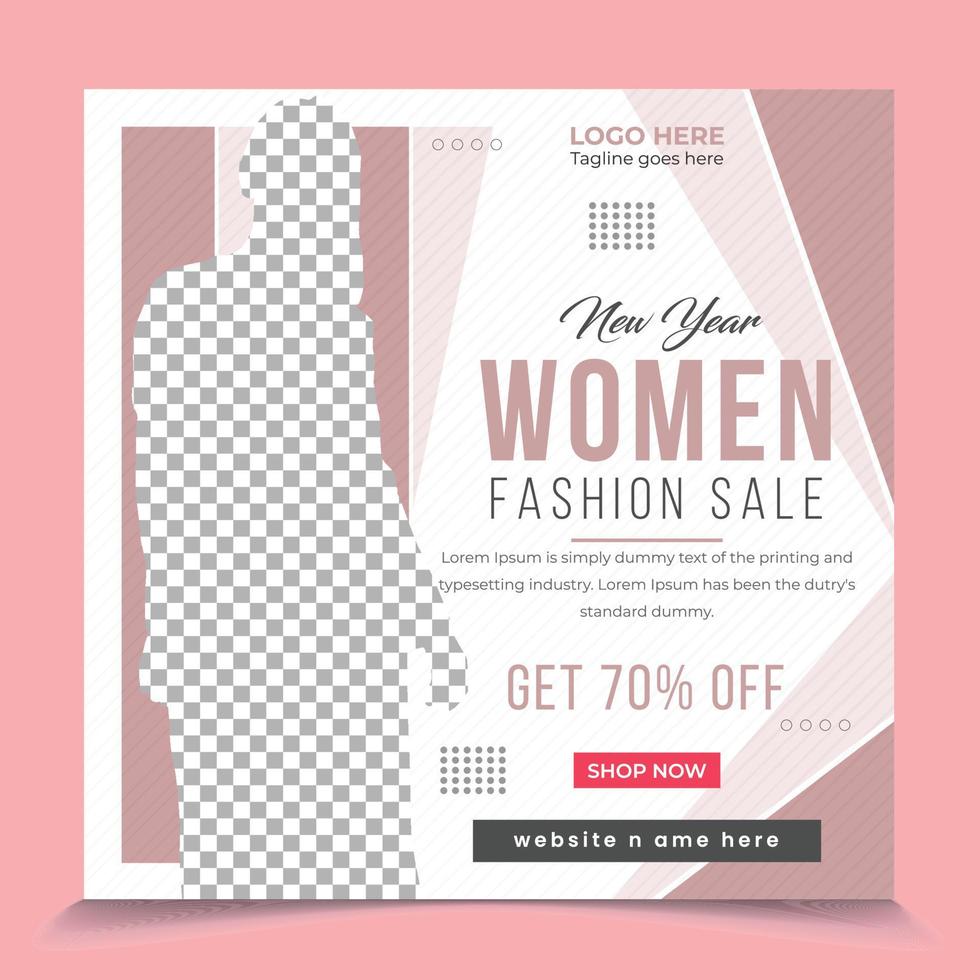 LOGO HERE
Tagline goes here
New Year
WOMEN
FASHION SALE
Lorem Ipsum is simply dummy text of the printing and
typesetting industry. Lorem Ipsum has been the dutry's
standard dummy.
GET 70% OFF
SHOP NOW
website n ame here